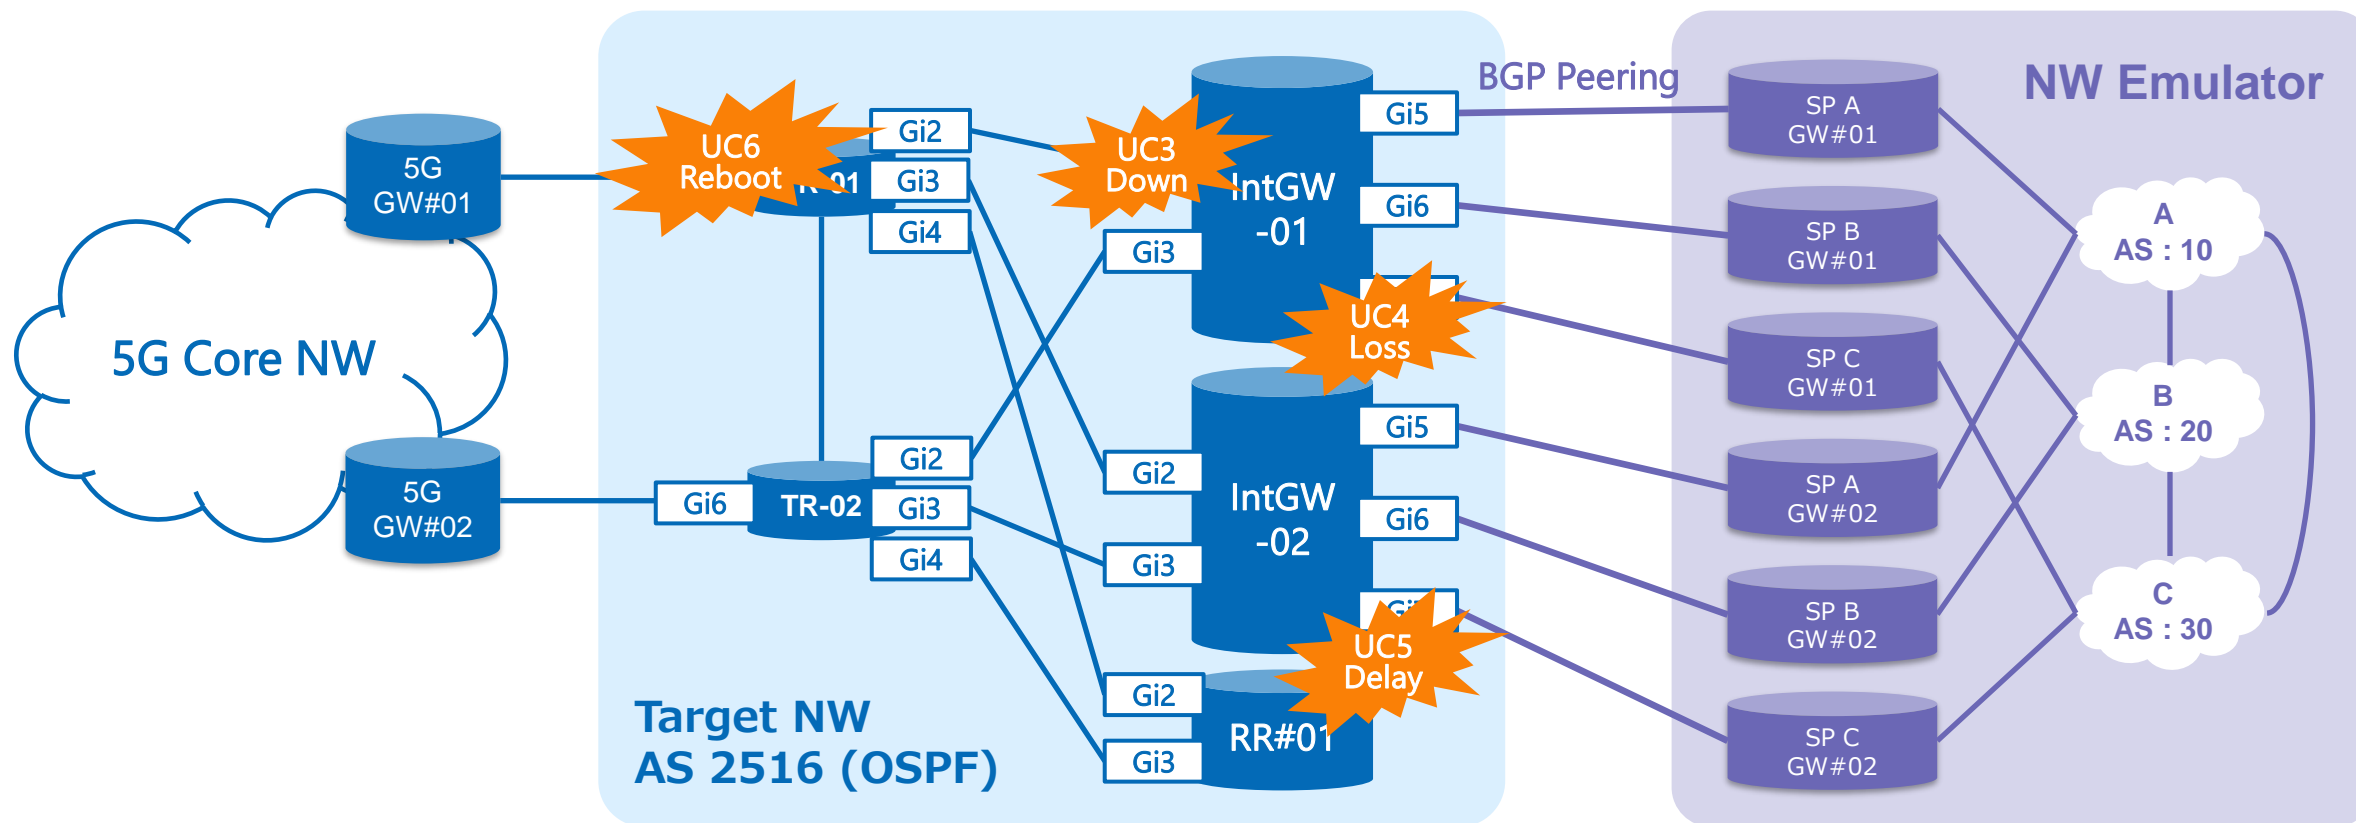 5G Core NW
5G
GW#01
5G
GW#02
Target NW
AS 2516 (OSPF)
UC6
Reboot
R-01
Gi2
Gi3
Gi4
Gi6
TR-02
Gi2
Gi3
Gi4
UC3
Down
Gi3
IntGW
-01
Gi5
Gi6
UC4
Loss
Gi2
Gi3
IntGW
-02
Gi5
Gi6
UC5
Delay
Gi2
Gi3
RR#01
BGP Peering
NW Emulator
SP A
GW#01
SP B
GW#01
SP C
GW#01
SP A
GW#02
SP B
GW#02
SP C
GW#02
A
AS : 10
B
AS : 20
C
AS : 30